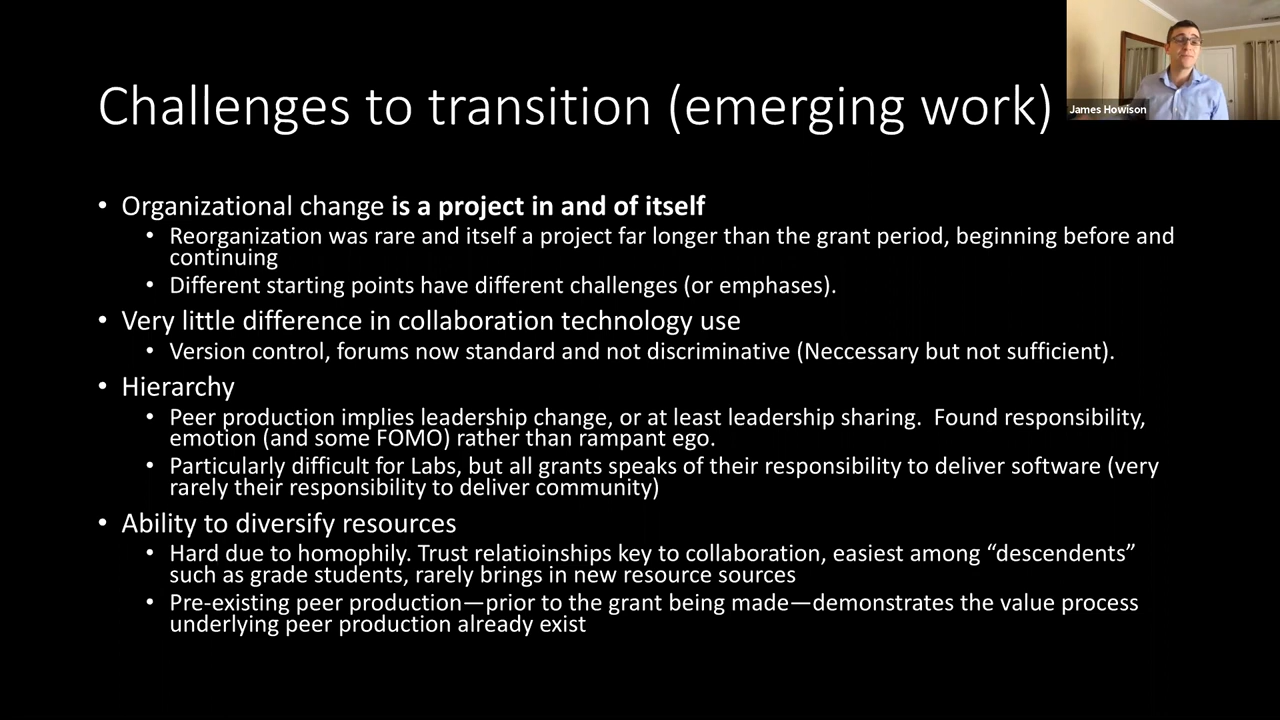 Challenges to transition (emerging work)
James Howison
• Organizational change is a project in and of itself
• Reorganization was rare and itself a project far longer than the grant period, beginning before and
continuing
• Different starting points have different challenges (or emphases).
• Very little difference in collaboration technology use
• Version control, forums now standard and not discriminative (Neccessary but not sufficient).
• Hierarchy
• Peer production implies leadership change, or at least leadership sharing.  Found responsibility,
emotion (and some FOMO) rather than rampant ego.
• Particularly difficult for Labs, but all grants speaks of their responsibility to deliver software (very
rarely their responsibility to deliver community)
• Ability to diversify resources
• Hard due to homophily. Trust relatioinships key to collaboration, easiest among “descendents”
such as grade students, rarely brings in new resource sources
• Pre-existing peer production—prior to the grant being made—demonstrates the value process
underlying peer production already exist